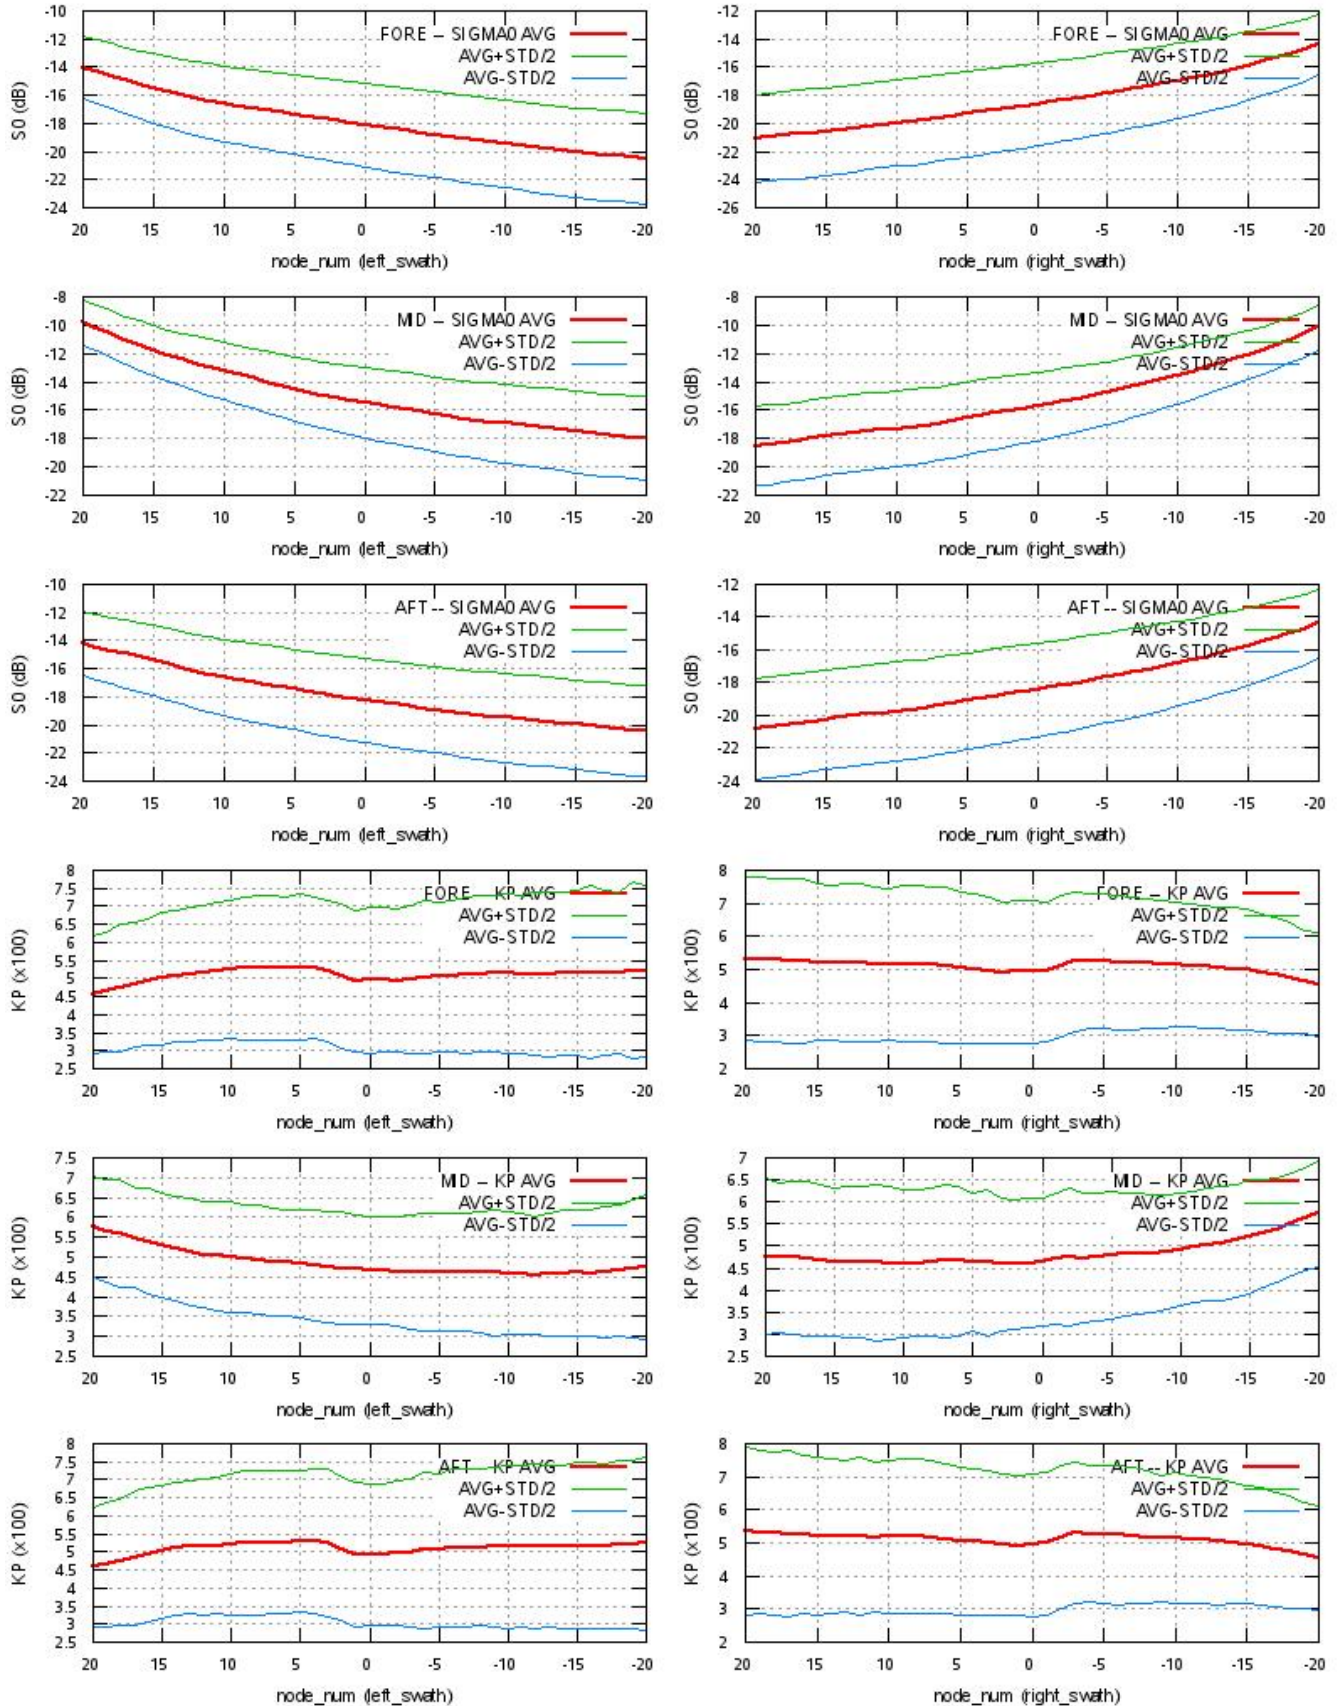 -10
-12
-14
-16
-18
-20
-22
-24
S0 (dB)
FORE -- SIGMA0 AVG
AVG+STD/2
AVG-STD/2
20 15 10 5 0 -5 -10 -15 -20
node_num (left_swath)
-12
-14
-16
-18
-20
-22
-24
-26
S0 (dB)
FORE -- SIGMA0 AVG
AVG+STD/2
AVG-STD/2
20 15 10 5 0 -5 -10 -15 -20
node_num (right_swath)
-8
-10
-12
-14
-16
-18
-20
-22
S0 (dB)
MID -- SIGMA0 AVG
AVG+STD/2
AVG-STD/2
20 15 10 5 0 -5 -10 -15 -20
node_num (left_swath)
-8
-10
-12
-14
-16
-18
-20
-22
S0 (dB)
MID -- SIGMA0 AVG
AVG+STD/2
AVG-STD/2
20 15 10 5 0 -5 -10 -15 -20
node_num (right_swath)
-10
-12
-14
-16
-18
-20
-22
-24
S0 (dB)
AFT -- SIGMA0 AVG
AVG+STD/2
AVG-STD/2
20 15 10 5 0 -5 -10 -15 -20
node_num (left_swath)
-12
-14
-16
-18
-20
-22
-24
S0 (dB)
AFT -- SIGMA0 AVG
AVG+STD/2
AVG-STD/2
20 15 10 5 0 -5 -10 -15 -20
node_num (right_swath)
8
7.5
7
6.5
6
5.5
5
4.5
4
3.5
3
2.5
KP (x100)
FORE -- KP AVG
AVG+STD/2
AVG-STD/2
20 15 10 5 0 -5 -10 -15 -20
node_num (left_swath)
8
7
6
5
4
3
2
KP (x100)
FORE -- KP AVG
AVG+STD/2
AVG-STD/2
20 15 10 5 0 -5 -10 -15 -20
node_num (right_swath)
7.5
7
6.5
6
5.5
5
4.5
4
3.5
3
2.5
KP (x100)
MID -- KP AVG
AVG+STD/2
AVG-STD/2
20 15 10 5 0 -5 -10 -15 -20
node_num (left_swath)
7
6.5
6
5.5
5
4.5
4
3.5
3
2.5
KP (x100)
MID -- KP AVG
AVG+STD/2
AVG-STD/2
20 15 10 5 0 -5 -10 -15 -20
node_num (right_swath)
8
7.5
7
6.5
6
5.5
5
4.5
4
3.5
3
2.5
KP (x100)
AFT -- KP AVG
AVG+STD/2
AVG-STD/2
20 15 10 5 0 -5 -10 -15 -20
node_num (left_swath)
8
7
6
5
4
3
2
KP (x100)
AFT -- KP AVG
AVG+STD/2
AVG-STD/2
20 15 10 5 0 -5 -10 -15 -20
node_num (right_swath)